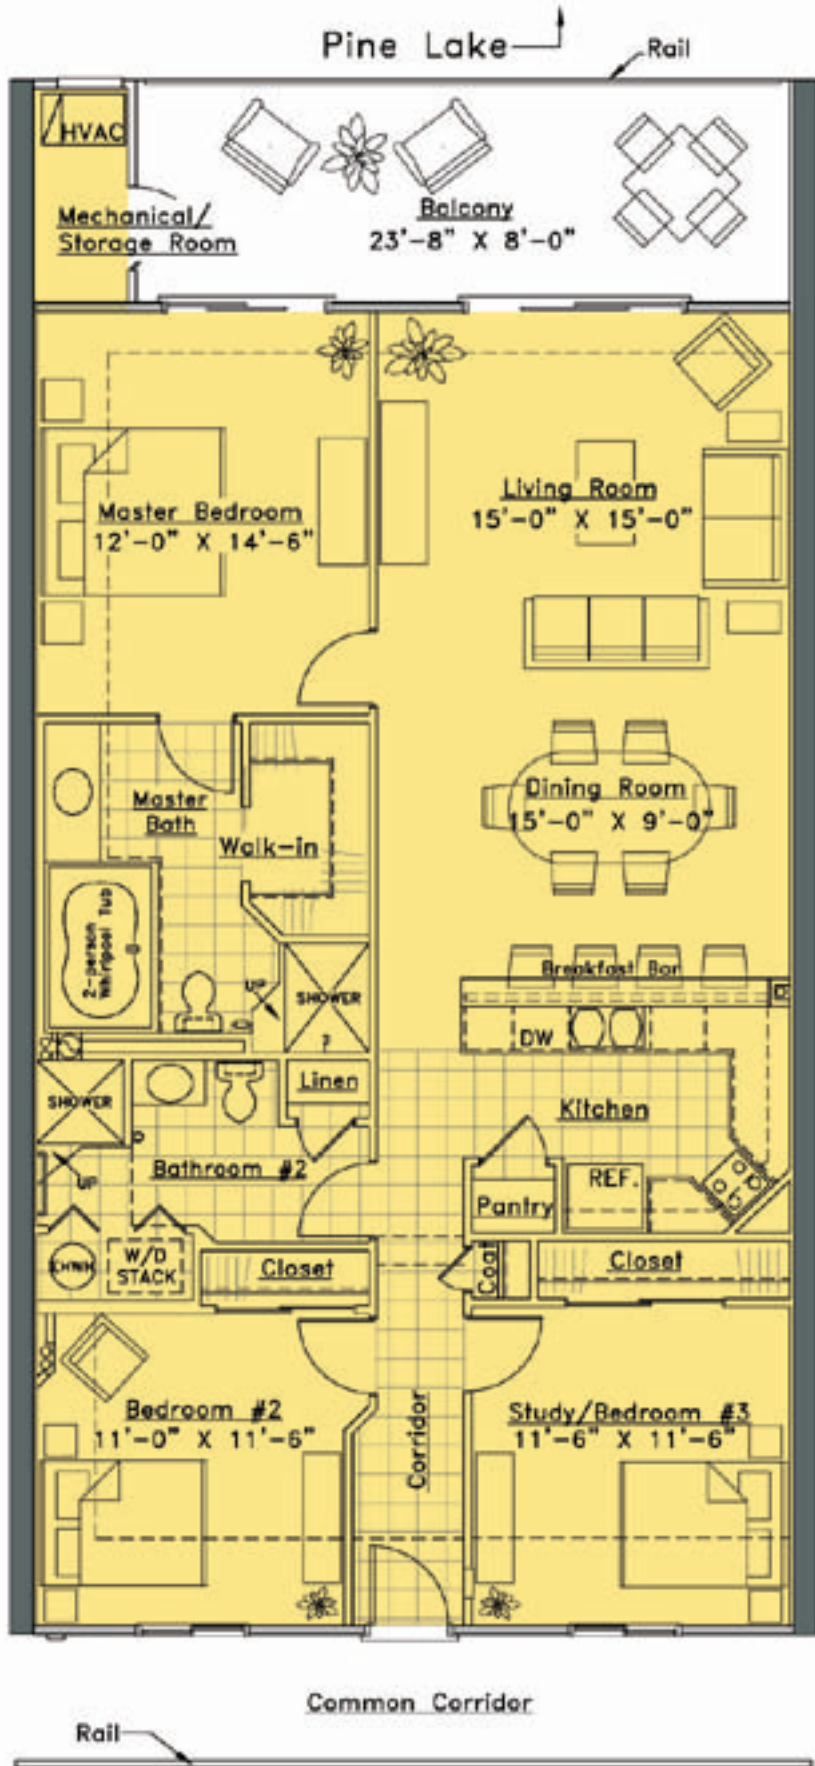 Pine Lake
Rail
HVAC
Mechanical/
Storage Room
Balcony
23'-8" X 8'-0"
Master Bedroom
12'-0" X 14'-6"
Living Room
15'-0" X 15'-0"
Master
Bath
Walk-in
Dining Room
15'-0" X 9'-0"
2-person
Whirlpool Tub
UP
SHOWER
Breakfast Bar
DW
Linen
Kitchen
SHOWER
UP
Bathroom #2
Pantry
REF.
W/D
STACK
Closet
Coat
Closet
Bedroom #2
11'-0" X 11'-6"
Corridor
Study/Bedroom #3
11'-6" X 11'-6"
Common Corridor
Rail